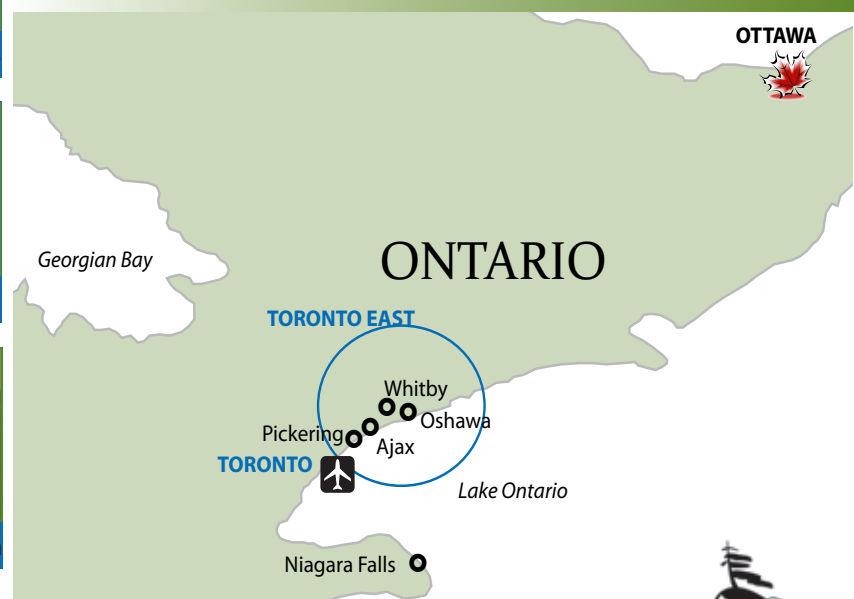 OTTAWA
Georgian Bay
ONTARIO
TORONTO EAST
Whitby
Oshawa
Pickering
Ajax
TORONTO
Lake Ontario
Niagara Falls